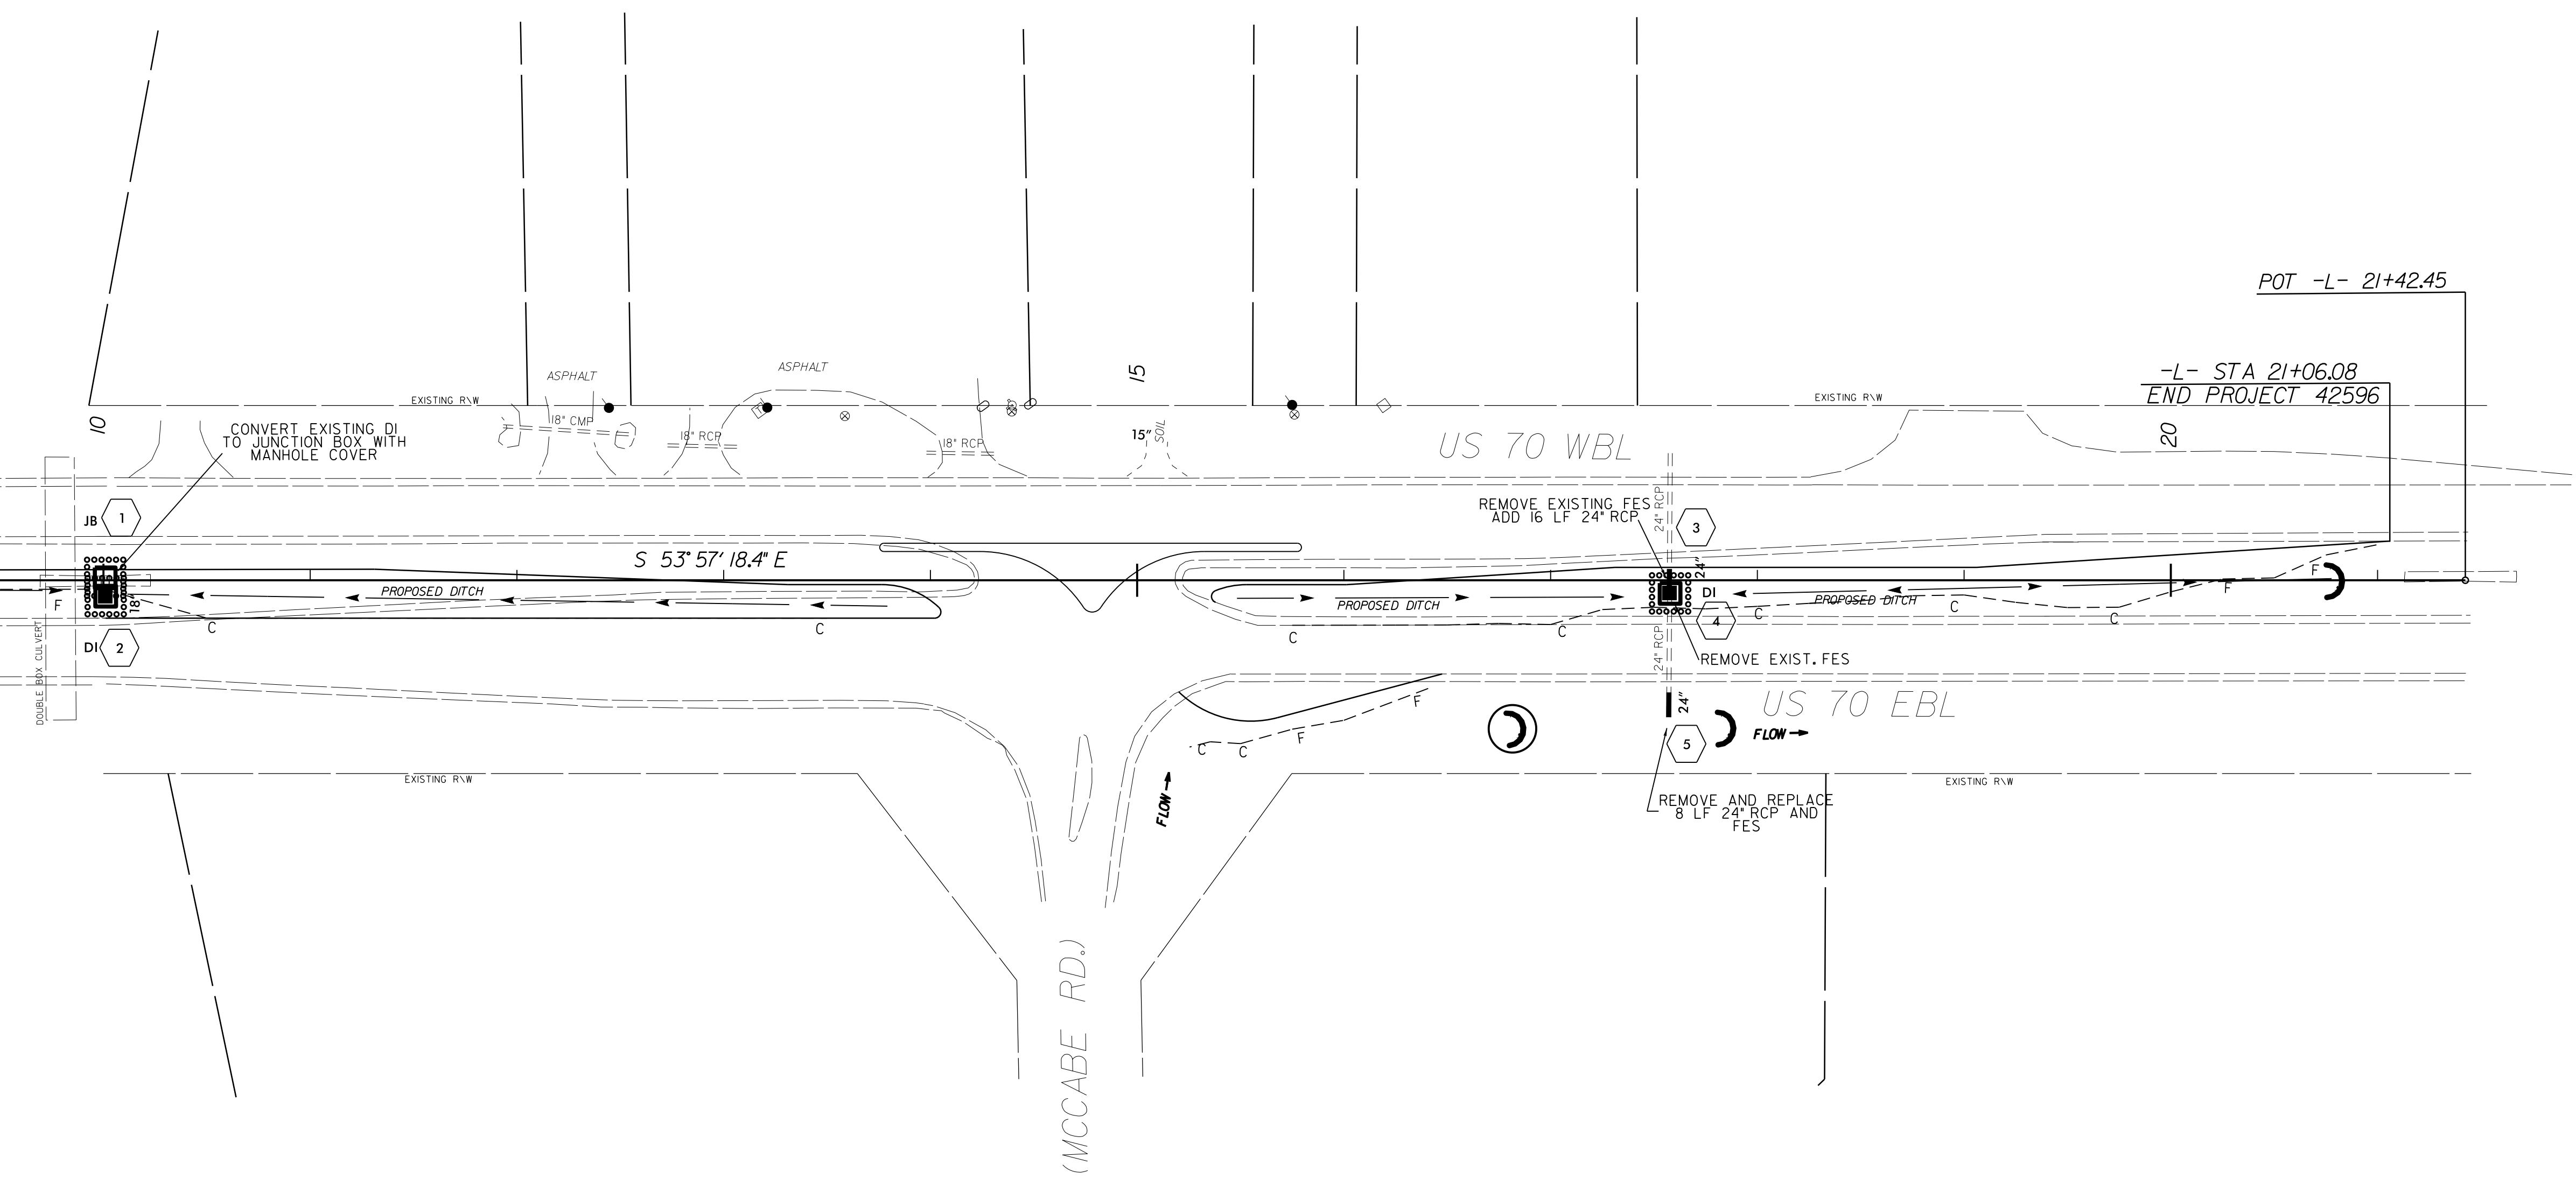 POT -L- 21+42.45
-L- STA 21+06.08
END PROJECT 42596
15
ASPHALT
ASPHALT
EXISTING R\W
EXISTING R\W
10
CONVERT EXISTING DI
TO JUNCTION BOX WITH
MANHOLE COVER
18" CMP
18" RCP
18" RCP
15"
SOIL
US 70 WBL
20
JB
1
REMOVE EXISTING FES
ADD 16 LF 24" RCP
24" RCP
3
S 53° 57' 18.4" E
24"
F
18"
PROPOSED DITCH
PROPOSED DITCH
DI
PROPOSED DITCH
F
F
C
C
C
C
C
C
C
4
DI
2
DOUBLE BOX CULVERT
24" RCP
REMOVE EXIST. FES
24"
US 70 EBL
F
F
C
C
5
FLOW
EXISTING R\W
EXISTING R\W
FLOW
REMOVE AND REPLACE
8 LF 24" RCP AND
FES
(MCCABE RD.)